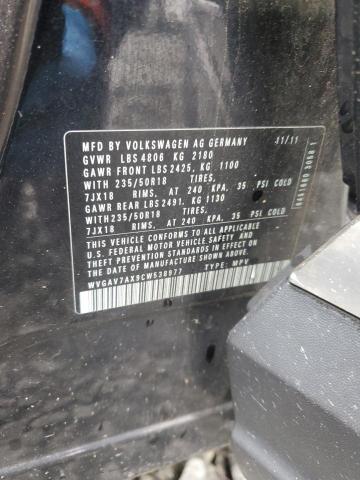 MFD BY VOLKSWAGEN AG GERMANY 11/11
GVWR LBS 4806 KG 2180
GAWR FRONT LBS 2425, KG 1100
WITH 235/50R18 TIRES,
7JX18 RIMS, AT 240 KPA, 35 PSI COLD
GAWR REAR LBS 2491, KG 1130
WITH 235/50R18 TIRES,
7JX18 RIMS, AT 240 KPA, 35 PSI COLD
THIS VEHICLE CONFORMS TO ALL APPLICABLE
U.S. FEDERAL MOTOR VEHICLE SAFETY STANDARDS
IN EFFECT ON THE DATE OF MANUFACTURE SHOWN ABOVE
WVGAV7AX9CW538977 TYPE: MPV